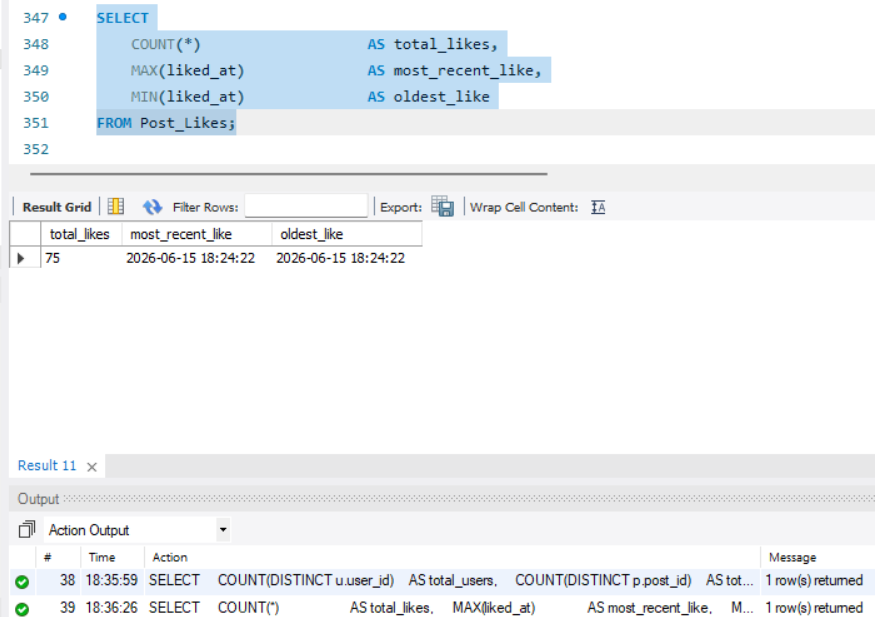 347 SELECT
348 COUNT(*) AS total_likes,
349 MAX(liked_at) AS most_recent_like,
350 MIN(liked_at) AS oldest_like
351 FROM Post_Likes;
352
Result Grid Filter Rows: Export: Wrap Cell Content: IA
total_likes most_recent_like oldest_like
75 2026-06-15 18:24:22 2026-06-15 18:24:22
Result 11 ×
Output
Action Output
# Time Action Message
38 18:35:59 SELECT COUNT(DISTINCT u.user_id) AS total_users, COUNT(DISTINCT p.post_id) AS tot... 1 row(s) returned
39 18:36:26 SELECT COUNT(*) AS total_likes, MAX(liked_at) AS most_recent_like, M... 1 row(s) returned